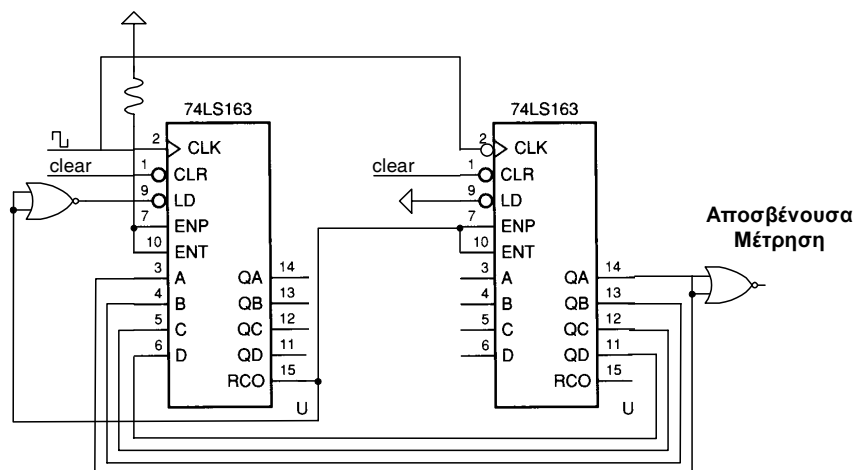 74LS163
2
CLK
clear
1
CLR
9
LD
7
ENP
10
ENT
3
A
QA
14
4
B
QB
13
5
C
QC
12
6
D
QD
11
RCO
15
U
74LS163
2
CLK
clear
1
CLR
9
LD
7
ENP
10
ENT
3
A
QA
14
4
B
QB
13
5
C
QC
12
6
D
QD
11
RCO
15
U
Αποσβένουσα
Μέτρηση